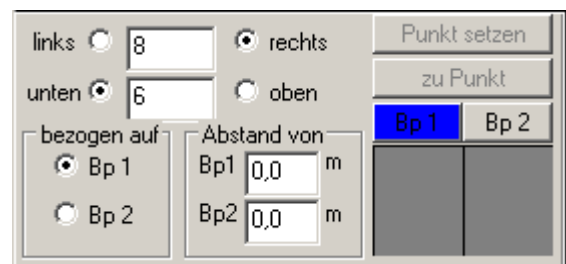 links 8 rechts Punkt setzen
unten 6 oben zu Punkt
bezogen auf Abstand von Bp 1 Bp 2
Bp 1 Bp1 0,0 m
Bp 2 Bp2 0,0 m